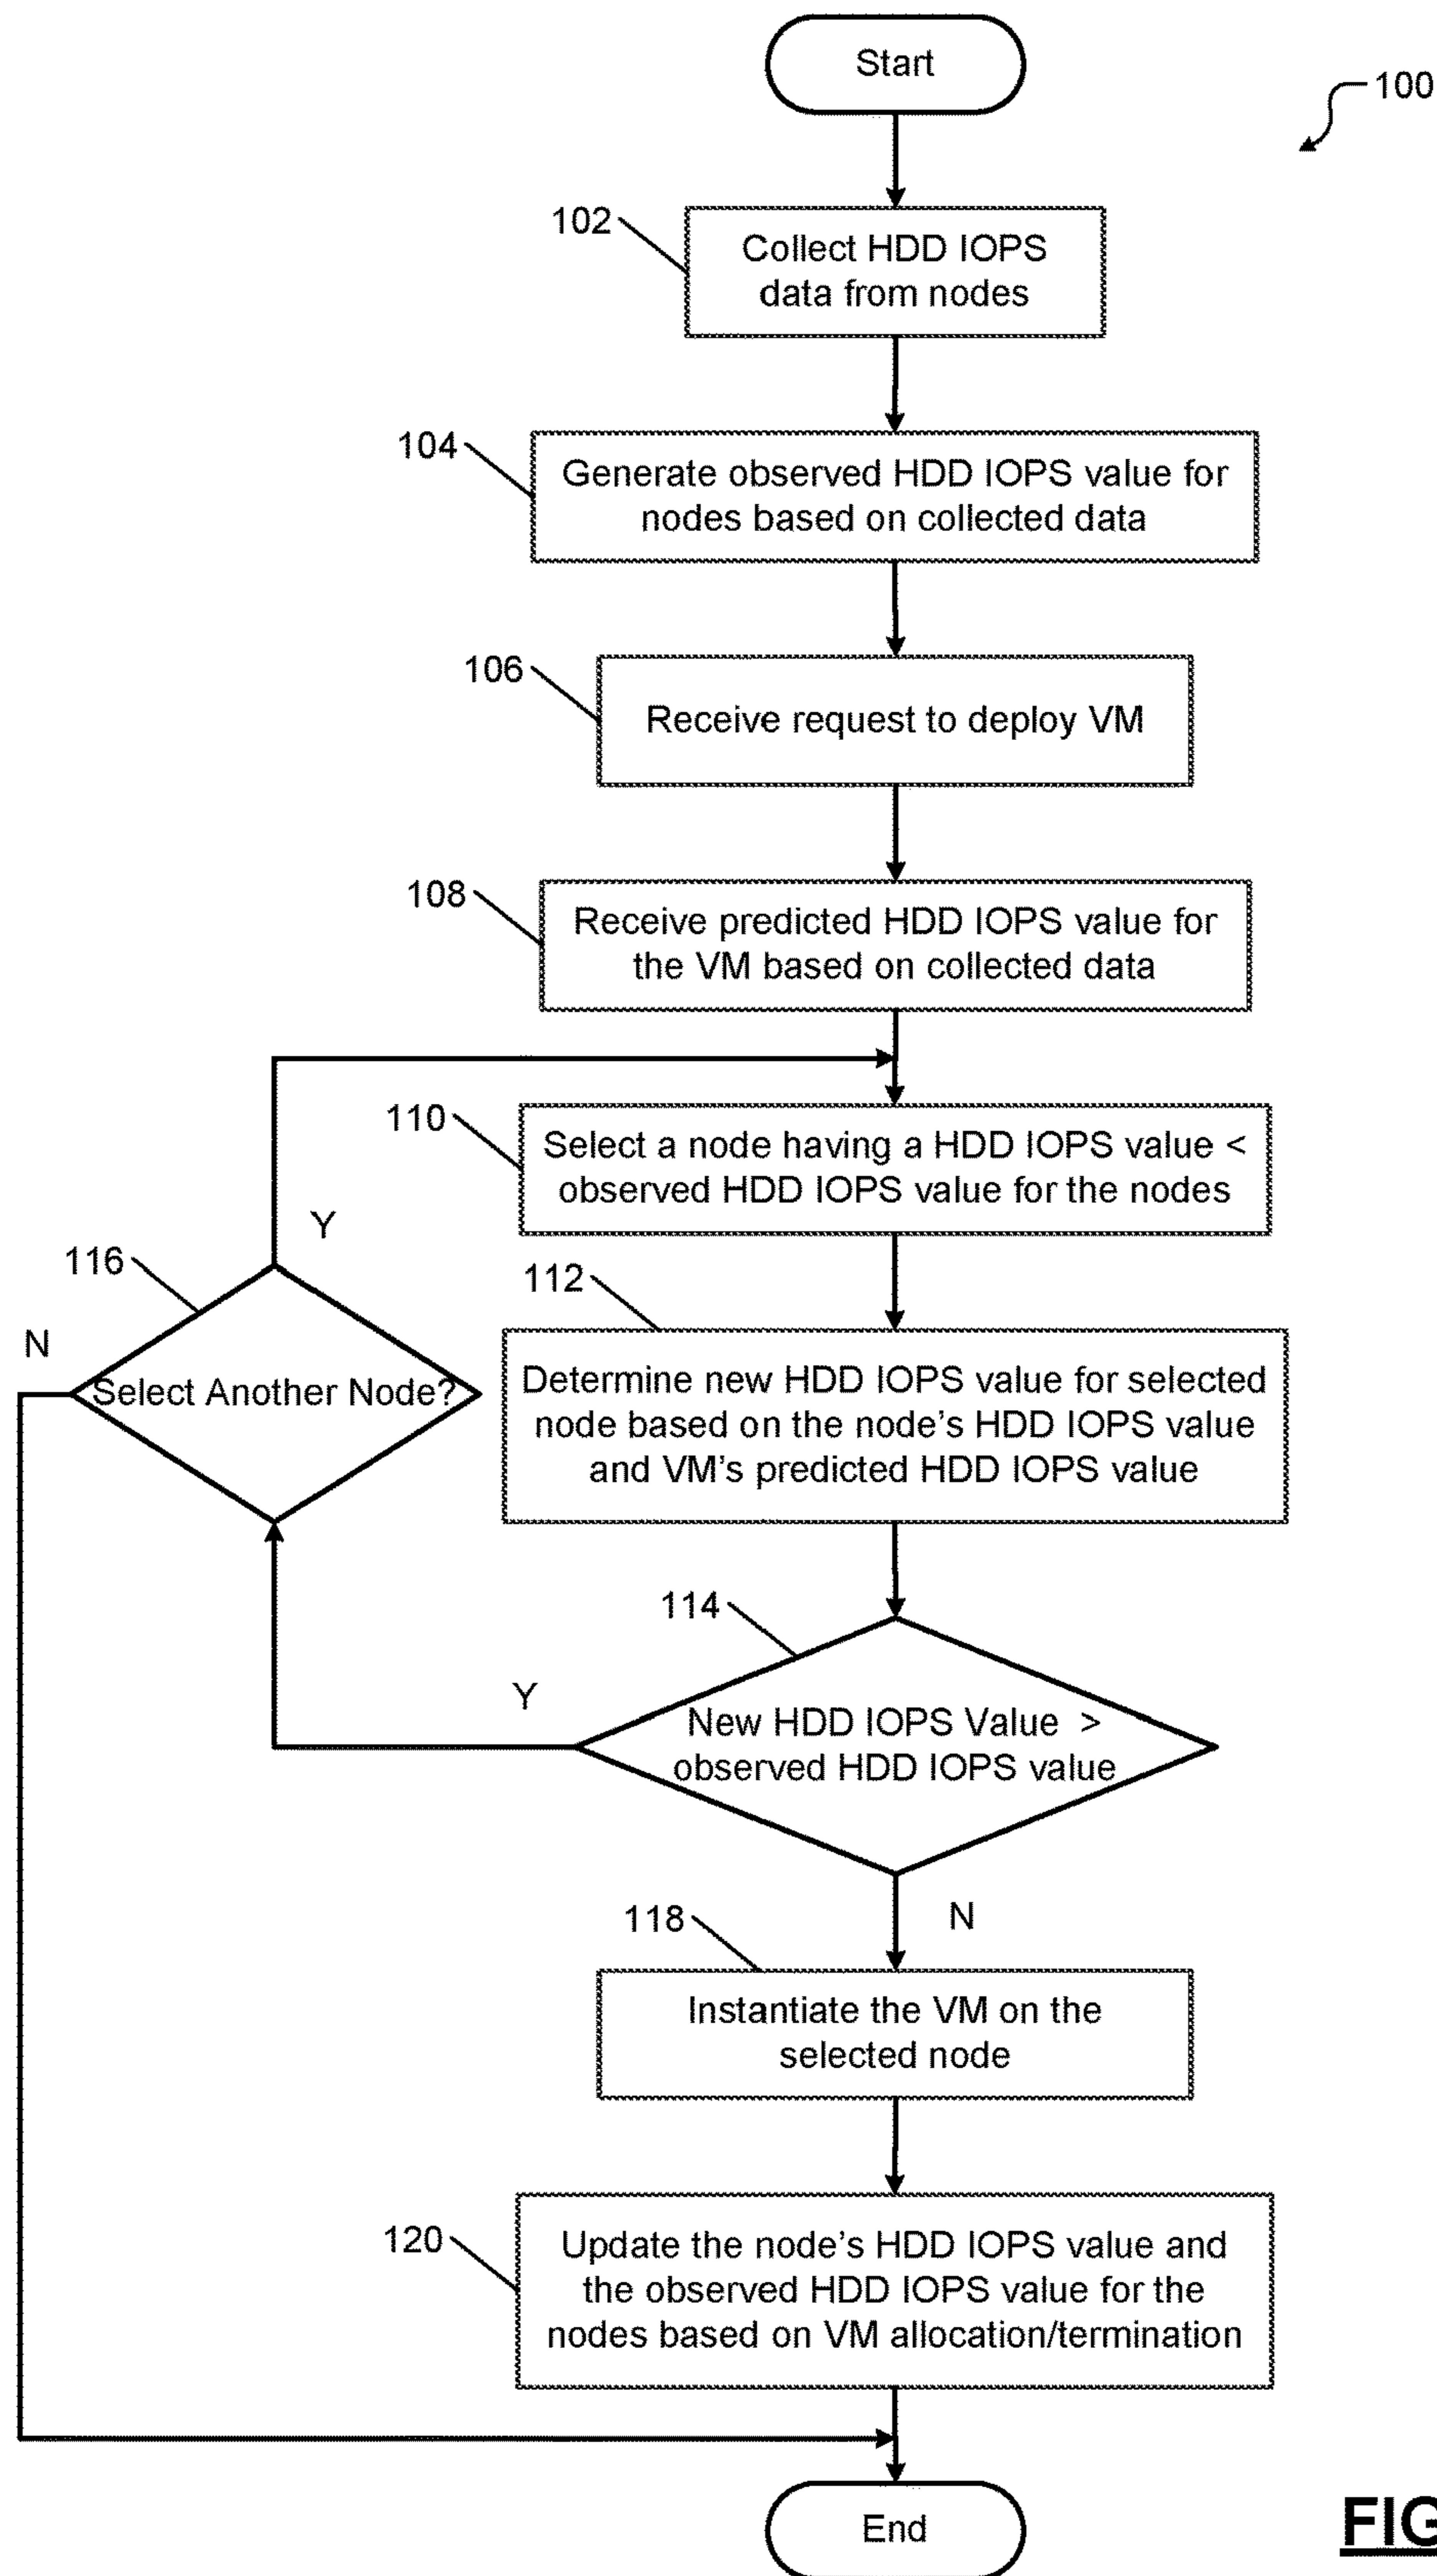 Start
100
102
Collect HDD IOPS
data from nodes
104
Generate observed HDD IOPS value for
nodes based on collected data
106
Receive request to deploy VM
108
Receive predicted HDD IOPS value for
the VM based on collected data
110
Select a node having a HDD IOPS value <
observed HDD IOPS value for the nodes
Y
116
N
Select Another Node?
112
Determine new HDD IOPS value for selected
node based on the node's HDD IOPS value
and VM's predicted HDD IOPS value
114
Y
New HDD IOPS Value >
observed HDD IOPS value
N
118
Instantiate the VM on the
selected node
120
Update the node's HDD IOPS value and
the observed HDD IOPS value for the
nodes based on VM allocation/termination
End